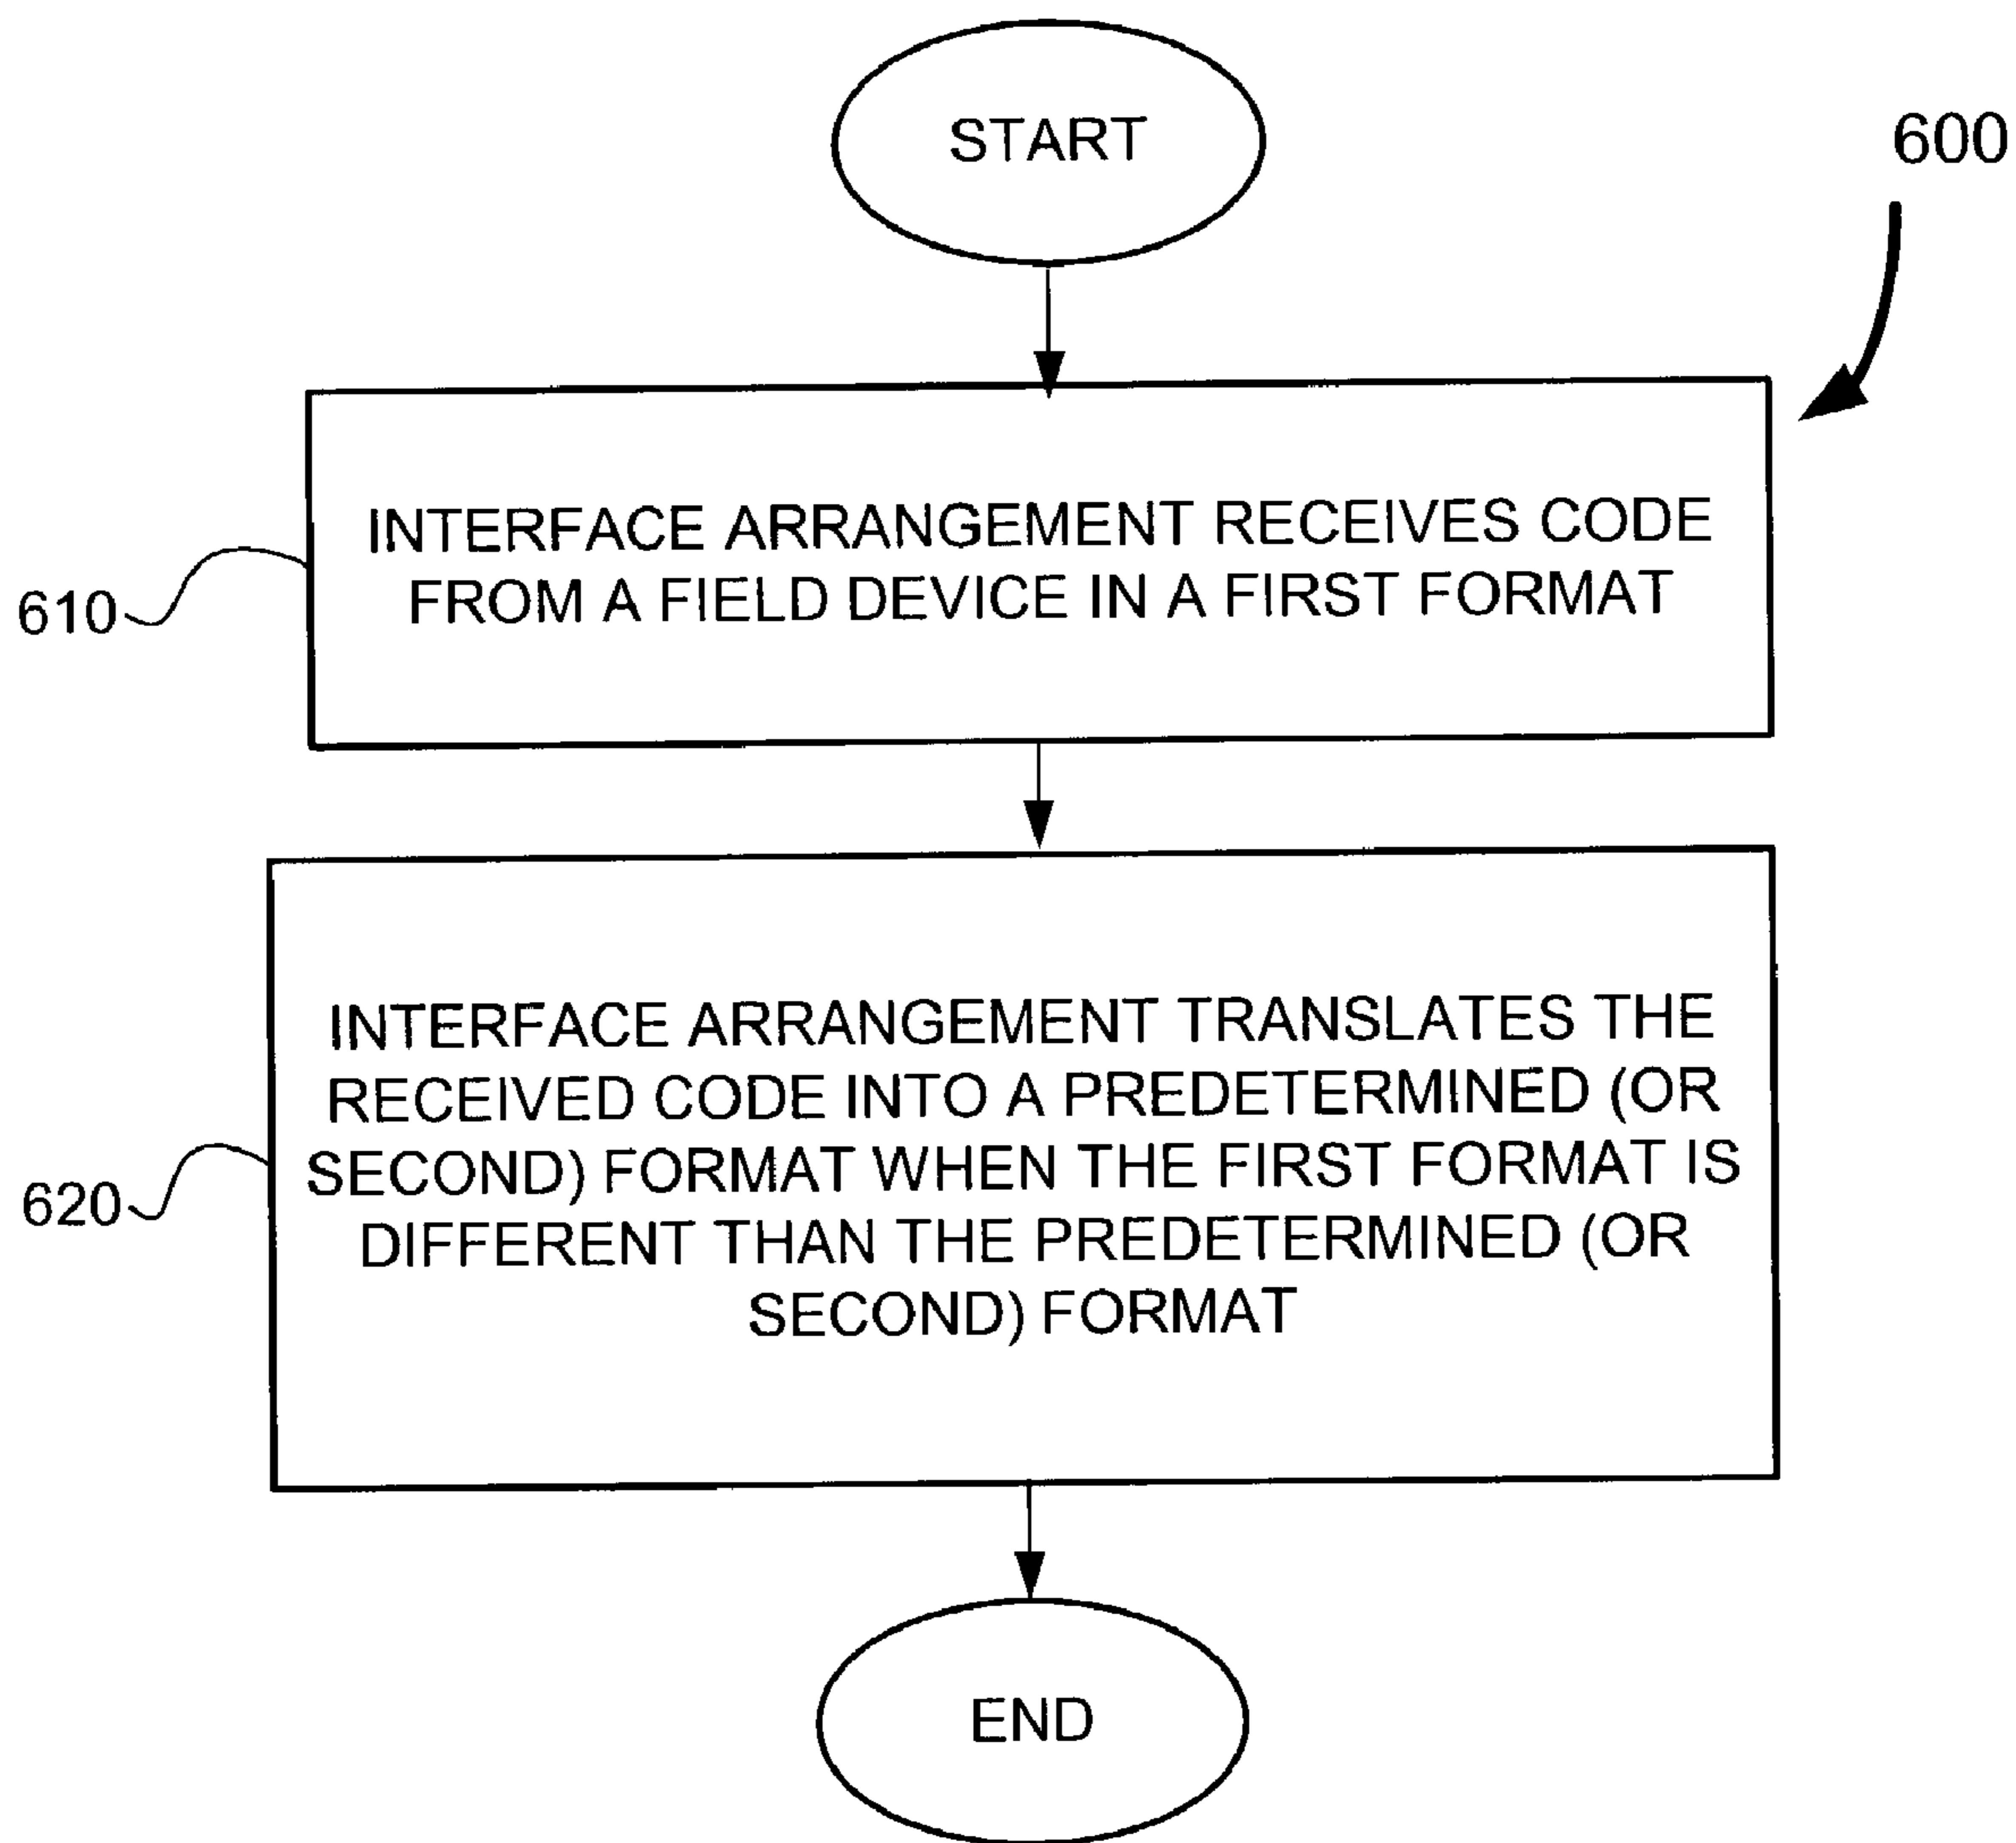 START
600
INTERFACE ARRANGEMENT RECEIVES CODE
FROM A FIELD DEVICE IN A FIRST FORMAT
610
INTERFACE ARRANGEMENT TRANSLATES THE
RECEIVED CODE INTO A PREDETERMINED (OR
SECOND) FORMAT WHEN THE FIRST FORMAT IS
DIFFERENT THAN THE PREDETERMINED (OR
SECOND) FORMAT
620
END